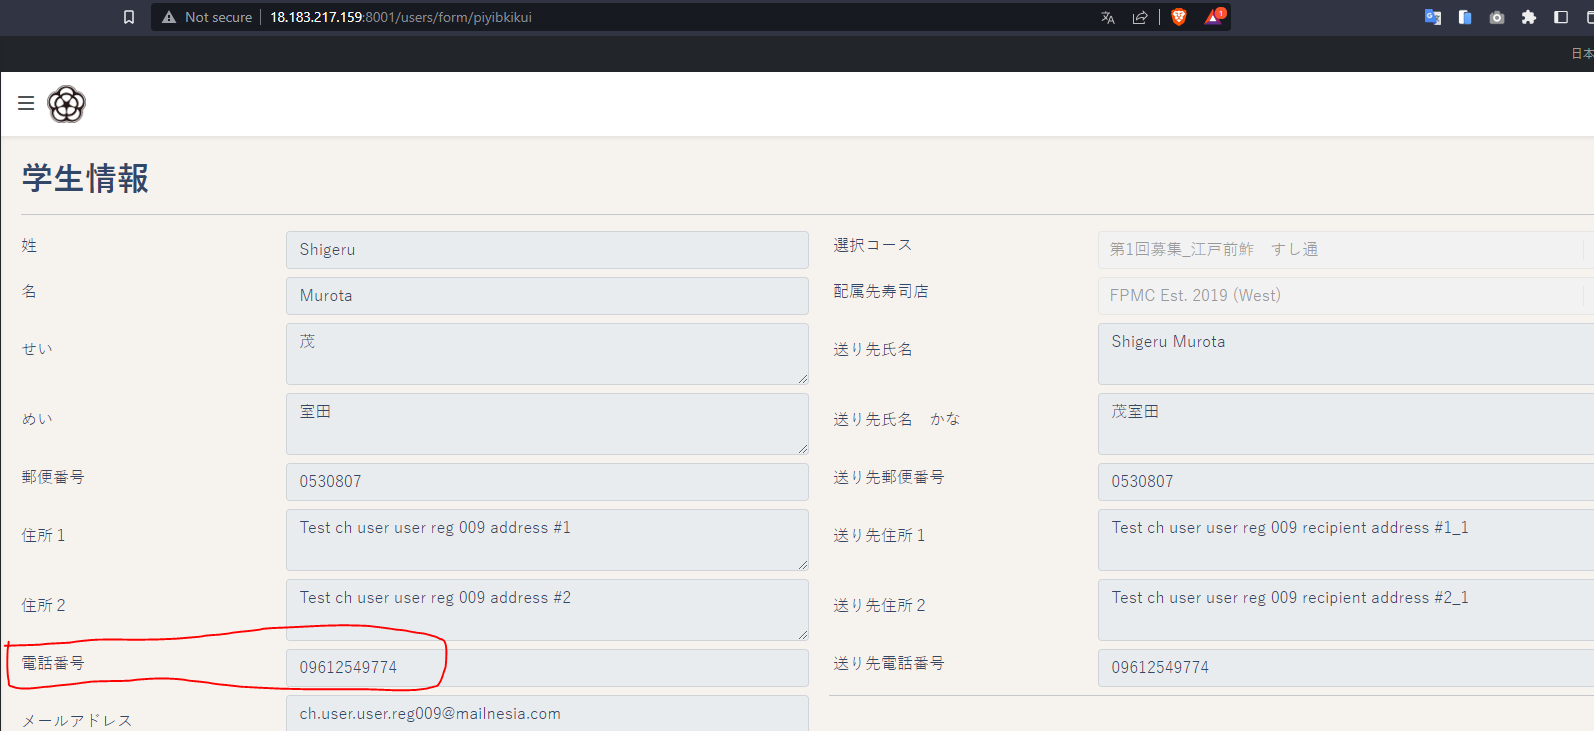 Not secure 18.183.217.159:8001/users/form/piyibkikui
1
日本
学生情報
姓 Shigeru
名 Murota
せい 茂
めい 室田
郵便番号 0530807
住所１ Test ch user user reg 009 address #1
住所２ Test ch user user reg 009 address #2
電話番号 09612549774
メールアドレス ch.user.user.reg009@mailnesia.com
選択コース 第1回募集_江戸前鮓　すし通
配属先寿司店 FPMC Est. 2019 (West)
送り先氏名 Shigeru Murota
送り先氏名　かな 茂室田
送り先郵便番号 0530807
送り先住所１ Test ch user user reg 009 recipient address #1_1
送り先住所２ Test ch user user reg 009 recipient address #2_1
送り先電話番号 09612549774